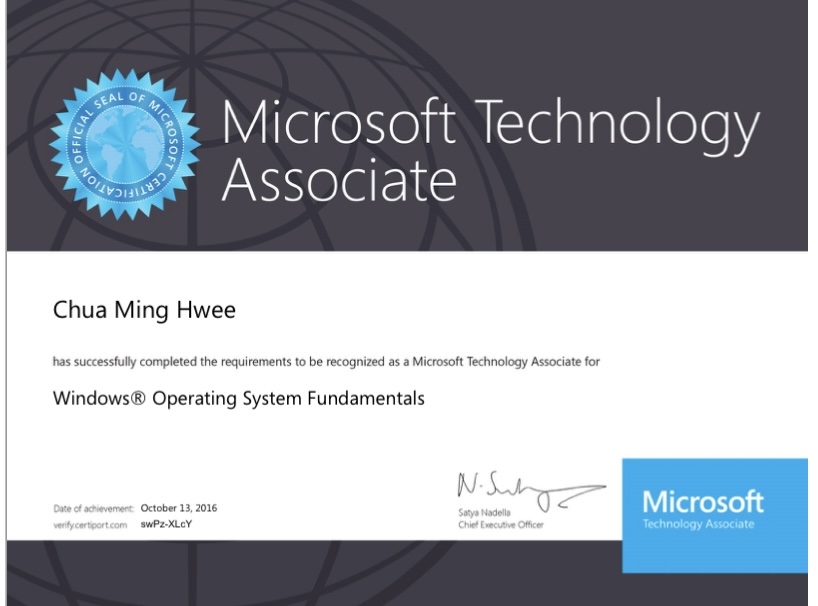 OFFICIAL SEAL OF MICROSOFT CERTIFICATION
Microsoft Technology
Associate
Chua Ming Hwee
has successfully completed the requirements to be recognized as a Microsoft Technology Associate for
Windows® Operating System Fundamentals
Date of achievement: October 13, 2016
verify.certiport.com swPz-XLcY
Satya Nadella
Chief Executive Officer
Microsoft
Technology Associate